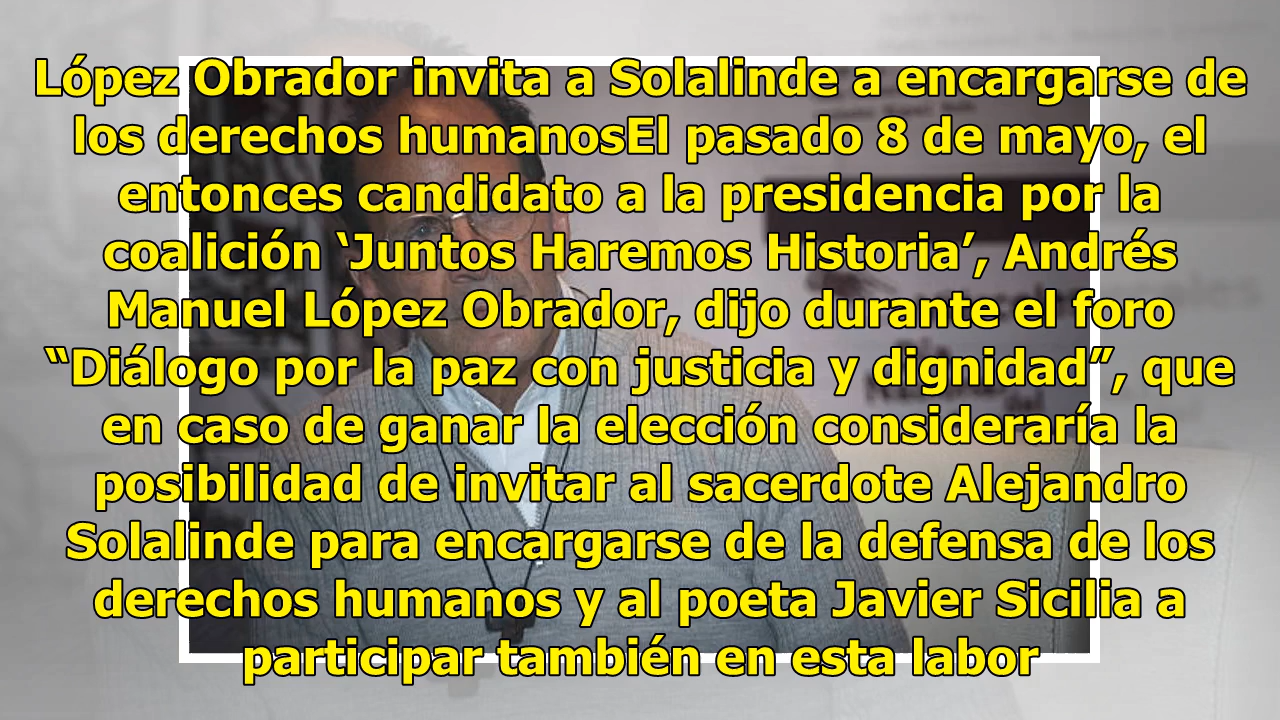 López Obrador invita a Solalinde a encargarse de
los derechos humanosEl pasado 8 de mayo, el
entonces candidato a la presidencia por la
coalición ‘Juntos Haremos Historia’, Andrés
Manuel López Obrador, dijo durante el foro
“Diálogo por la paz con justicia y dignidad”, que
en caso de ganar la elección consideraría la
posibilidad de invitar al sacerdote Alejandro
Solalinde para encargarse de la defensa de los
derechos humanos y al poeta Javier Sicilia a
participar también en esta labor